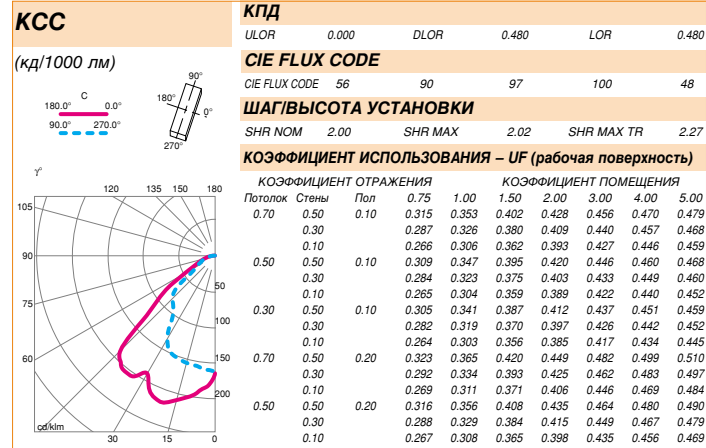 КСС
(кд/1000 лм)
C
180.0° 0.0°
90.0° 270.0°
90°
180° 0°
270°
γ°
120 135 150 180
105
90
75
60
50
100
150
200
cd/klm
30 15 0
КПД
ULOR 0.000 DLOR 0.480 LOR 0.480
CIE FLUX CODE
CIE FLUX CODE 56 90 97 100 48
ШАГ/ВЫСОТА УСТАНОВКИ
SHR NOM 2.00 SHR MAX 2.02 SHR MAX TR 2.27
КОЭФФИЦИЕНТ ИСПОЛЬЗОВАНИЯ – UF (рабочая поверхность)
КОЭФФИЦИЕНТ ОТРАЖЕНИЯ КОЭФФИЦИЕНТ ПОМЕЩЕНИЯ
Потолок Стены Пол 0.75 1.00 1.50 2.00 3.00 4.00 5.00
0.70 0.50 0.10 0.315 0.353 0.402 0.428 0.456 0.470 0.479
0.30 0.287 0.326 0.380 0.409 0.440 0.457 0.468
0.10 0.266 0.306 0.362 0.393 0.427 0.446 0.459
0.50 0.50 0.10 0.309 0.347 0.395 0.420 0.446 0.460 0.468
0.30 0.284 0.323 0.375 0.403 0.433 0.449 0.460
0.10 0.265 0.304 0.359 0.389 0.422 0.440 0.452
0.30 0.50 0.10 0.305 0.341 0.387 0.412 0.437 0.451 0.459
0.30 0.282 0.319 0.370 0.397 0.426 0.442 0.452
0.10 0.264 0.303 0.356 0.385 0.417 0.434 0.445
0.70 0.50 0.20 0.323 0.365 0.420 0.449 0.482 0.499 0.510
0.30 0.292 0.334 0.393 0.425 0.462 0.483 0.497
0.10 0.269 0.311 0.371 0.406 0.446 0.469 0.484
0.50 0.50 0.20 0.316 0.356 0.408 0.435 0.464 0.480 0.490
0.30 0.288 0.329 0.384 0.415 0.449 0.467 0.479
0.10 0.267 0.308 0.365 0.398 0.435 0.456 0.469